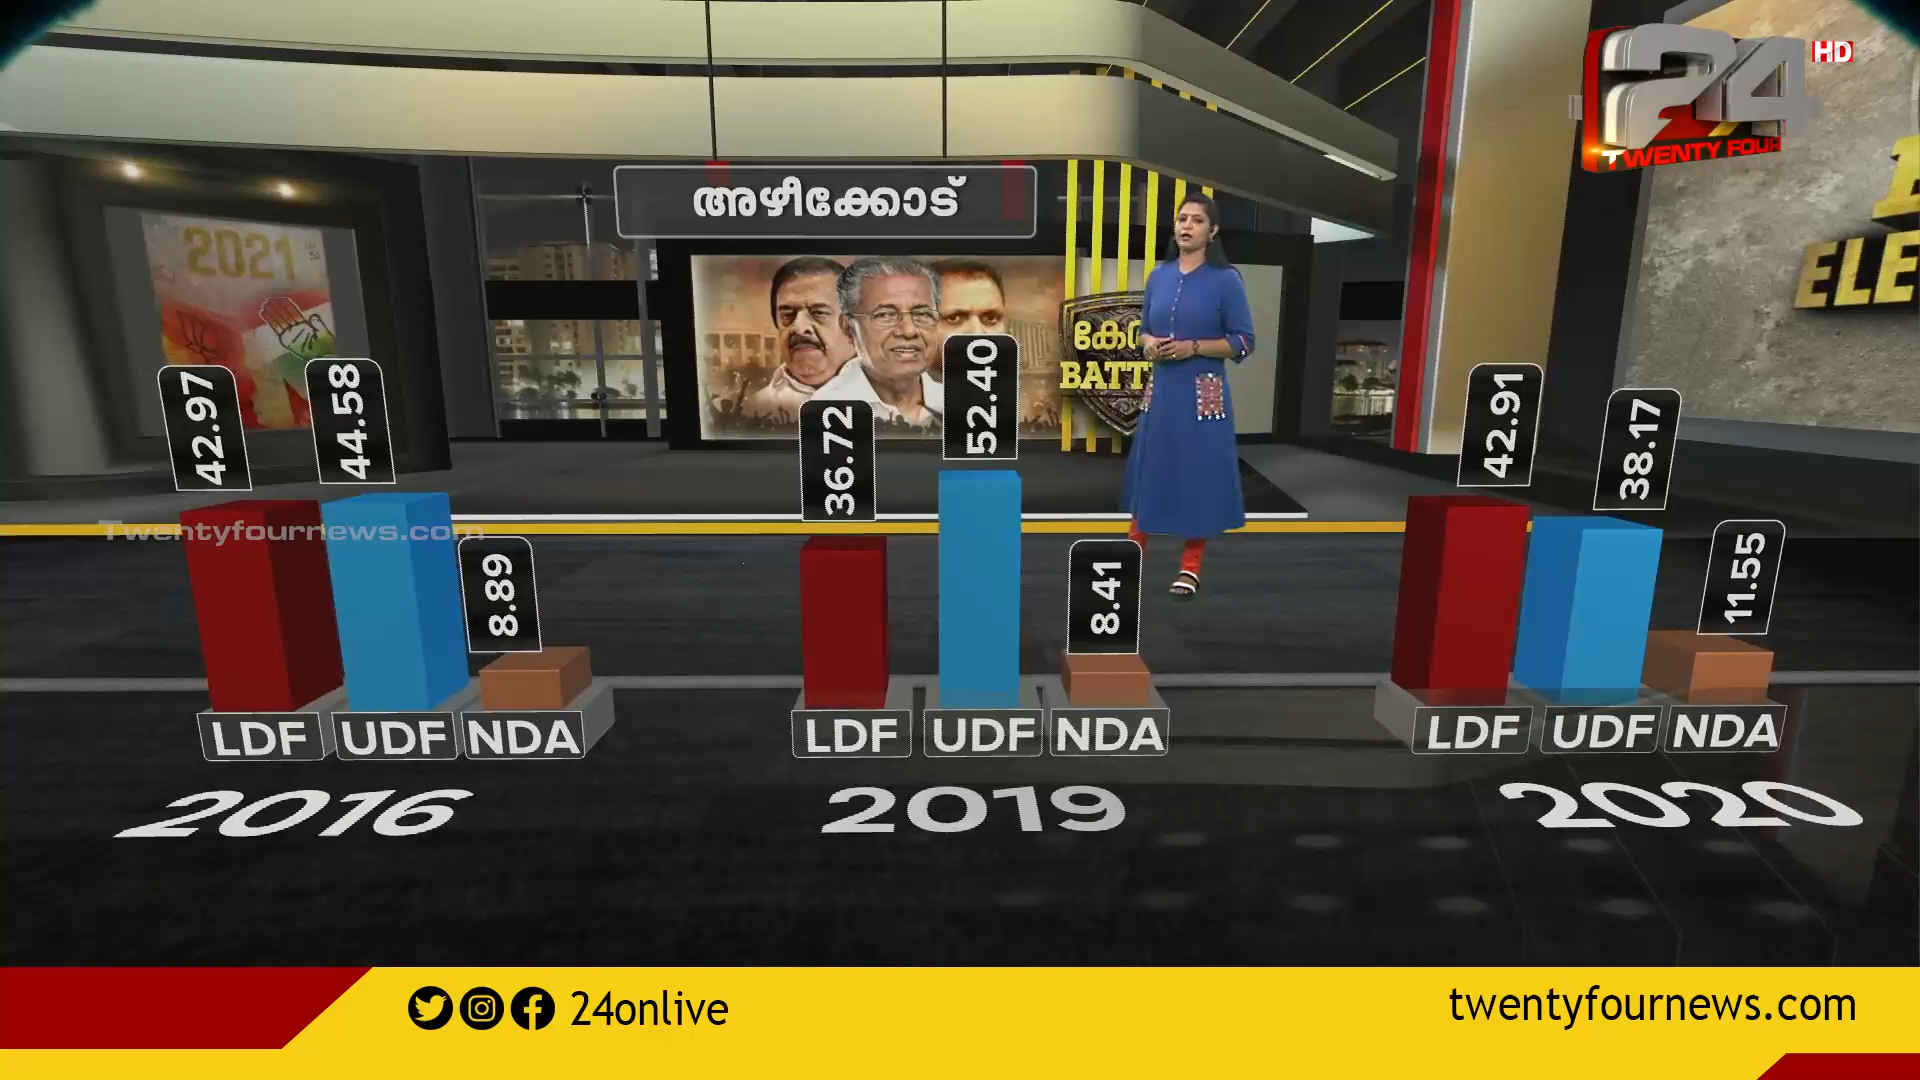 24 HD
TWENTY FOUR
അഴീക്കോട്
2021
ELE
BATT
42.97
44.58
8.89
36.72
52.40
8.41
42.91
38.17
11.55
Twentyfournews.com
LDF UDF NDA
LDF UDF NDA
LDF UDF NDA
2016
2019
2020
24onlive
twentyfournews.com